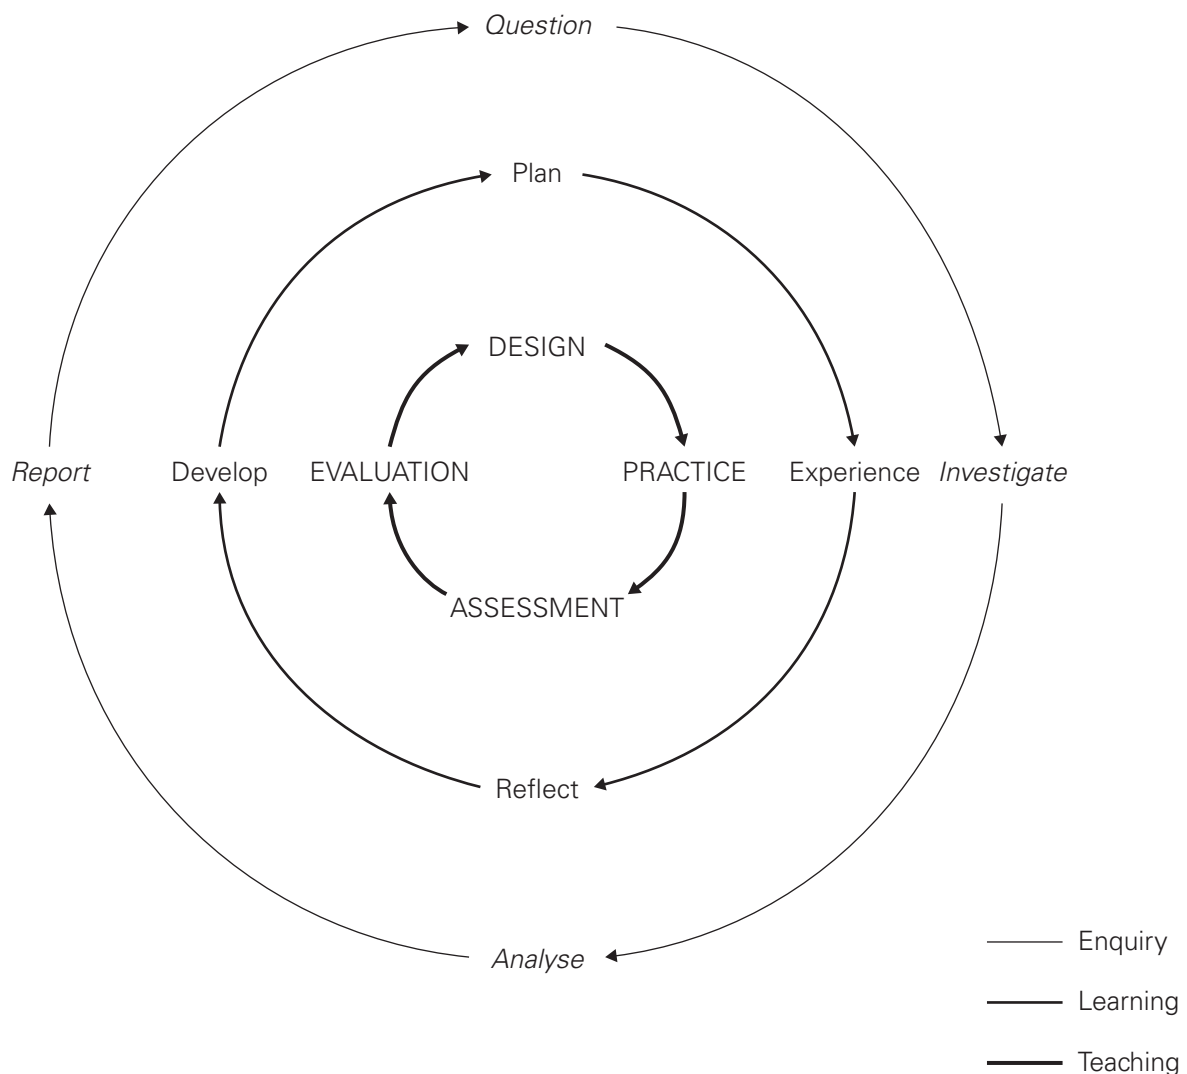 Question
Plan
DESIGN
Report Develop EVALUATION PRACTICE Experience Investigate
ASSESSMENT
Reflect
Analyse
Enquiry
Learning
Teaching